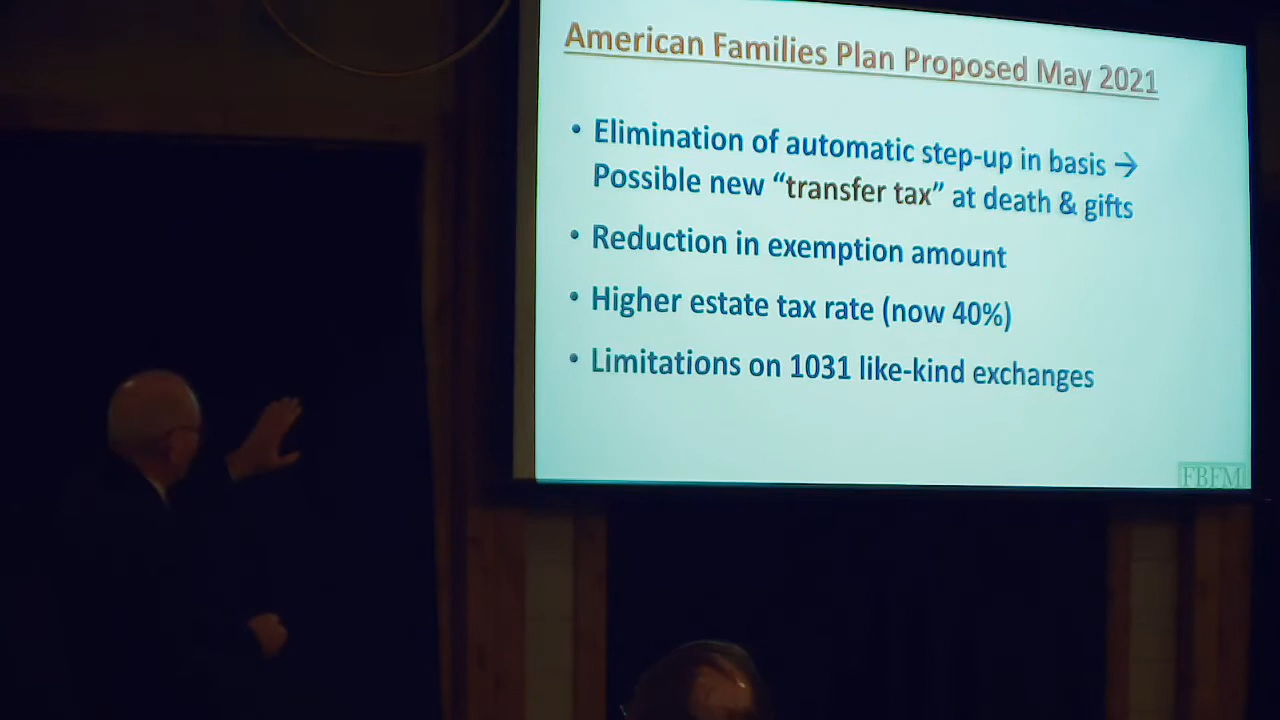 American Families Plan Proposed May 2021
• Elimination of automatic step-up in basis →
Possible new “transfer tax” at death & gifts
• Reduction in exemption amount
• Higher estate tax rate (now 40%)
• Limitations on 1031 like-kind exchanges
FBFM